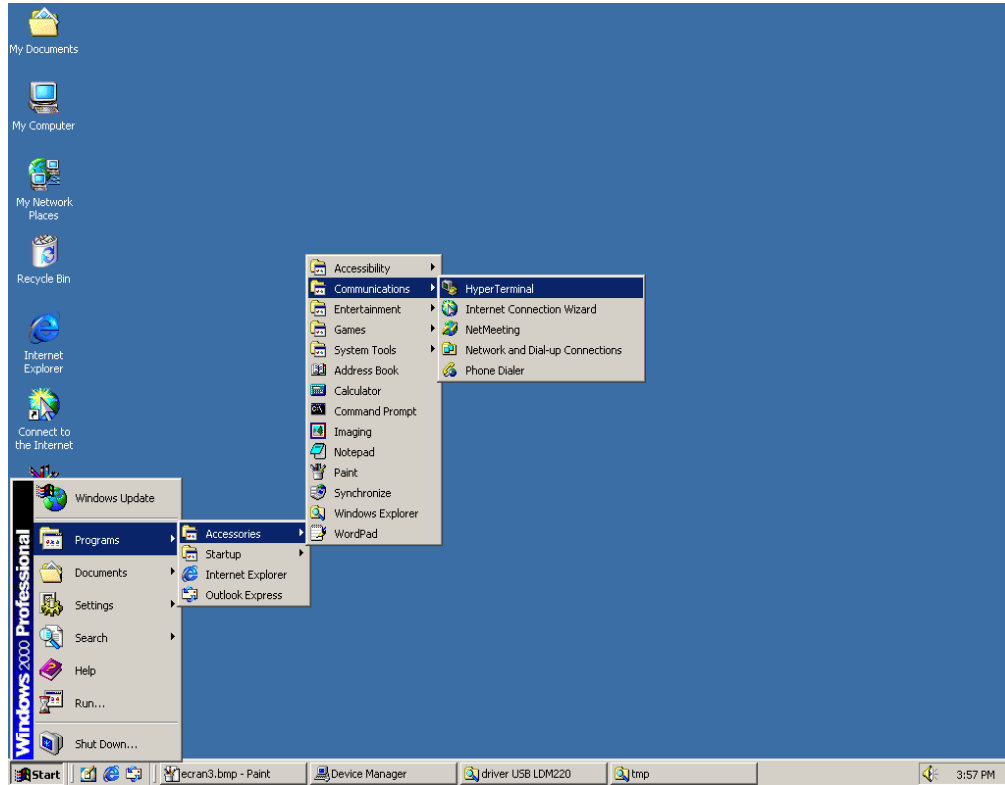 My Documents
My Computer
My Network
Places
Recycle Bin
Internet
Explorer
Connect to
the Internet
Windows 2000 Professional
Windows Update
Programs
Documents
Settings
Search
Help
Run...
Shut Down...
Accessories
Startup
Internet Explorer
Outlook Express
Accessibility
Communications
Entertainment
Games
System Tools
Address Book
Calculator
Command Prompt
Imaging
Notepad
Paint
Synchronize
Windows Explorer
WordPad
HyperTerminal
Internet Connection Wizard
NetMeeting
Network and Dial-up Connections
Phone Dialer
Start
ecran3.bmp - Paint
Device Manager
driver USB LDM220
tmp
3:57 PM